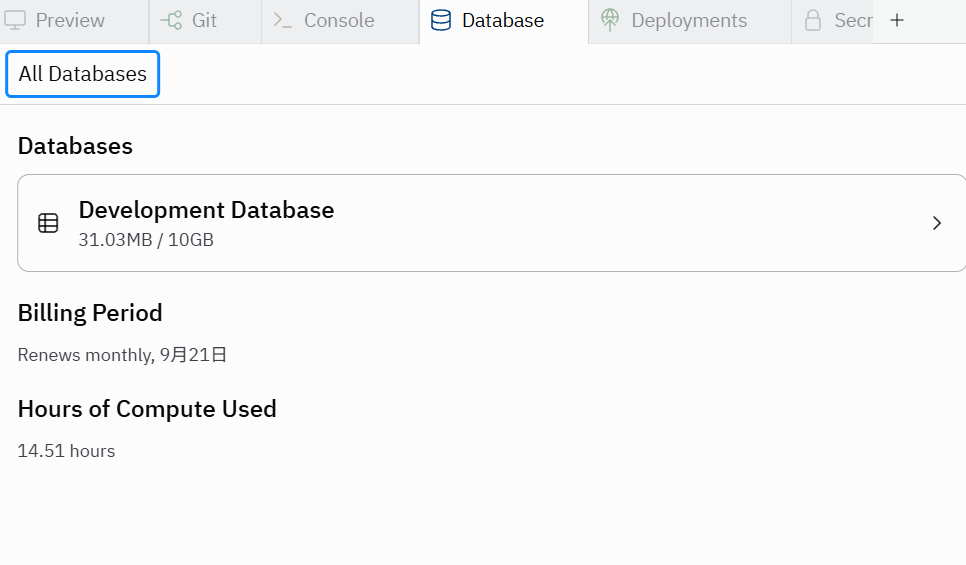 Preview Git Console Database Deployments Secr
All Databases
Databases
Development Database
31.03MB / 10GB
Billing Period
Renews monthly, 9月21日
Hours of Compute Used
14.51 hours